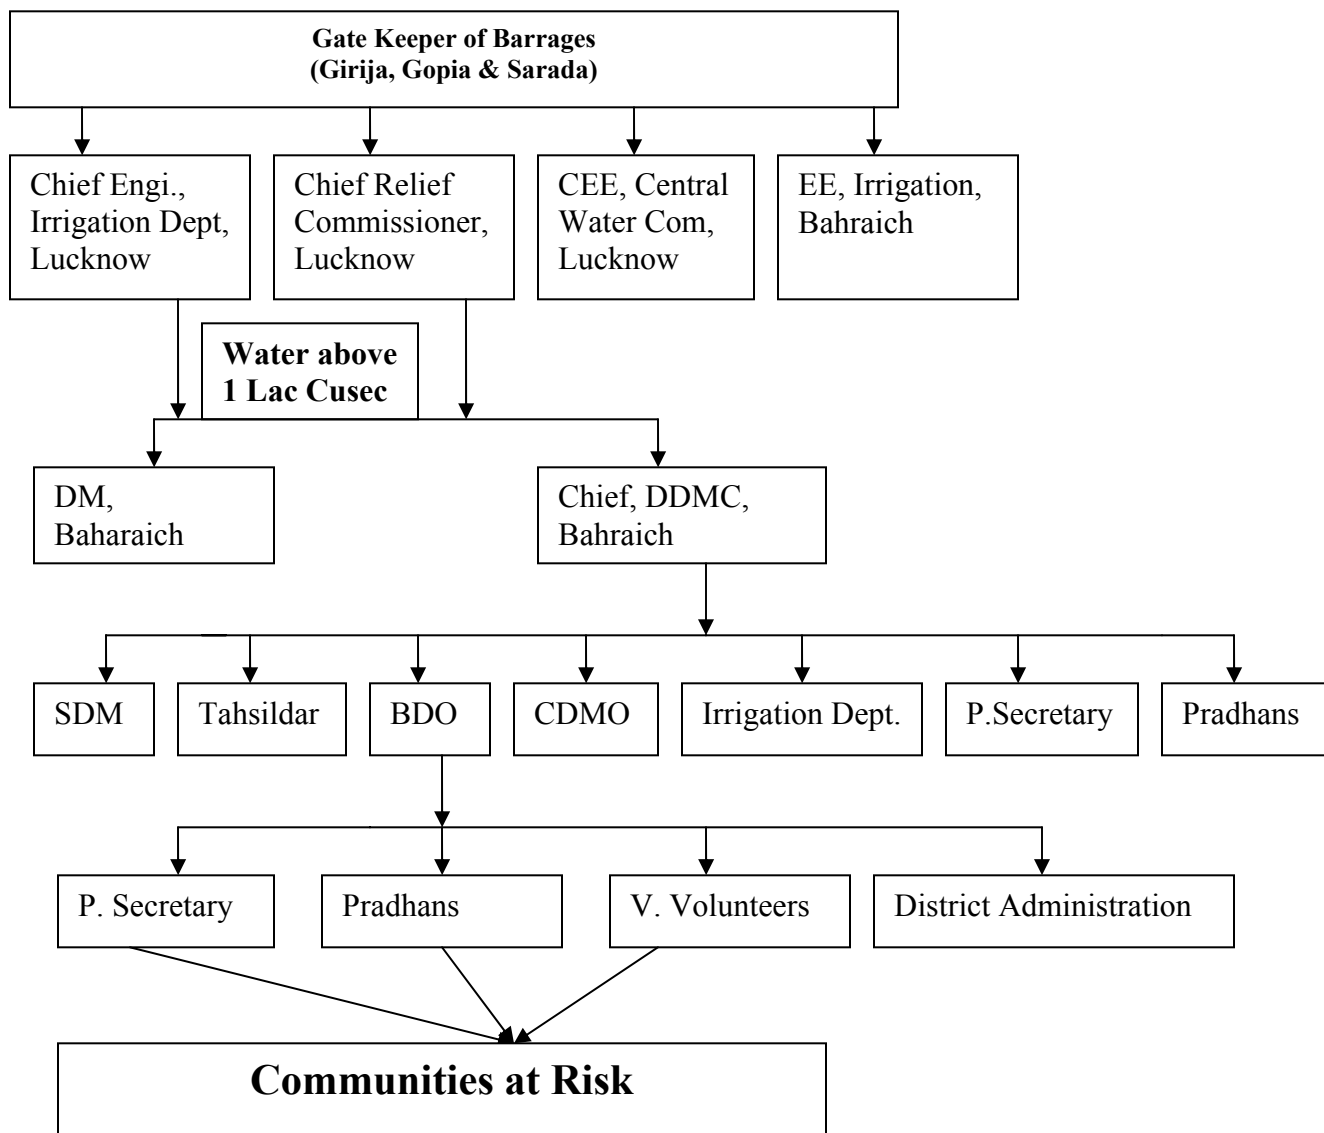 Gate Keeper of Barrages
(Girija, Gopia & Sarada)
Chief Engi.,
Irrigation Dept,
Lucknow
Chief Relief
Commissioner,
Lucknow
CEE, Central
Water Com,
Lucknow
EE, Irrigation,
Bahraich
Water above
1 Lac Cusec
DM,
Baharaich
Chief, DDMC,
Bahraich
SDM
Tahsildar
BDO
CDMO
Irrigation Dept.
P.Secretary
Pradhans
P. Secretary
Pradhans
V. Volunteers
District Administration
Communities at Risk